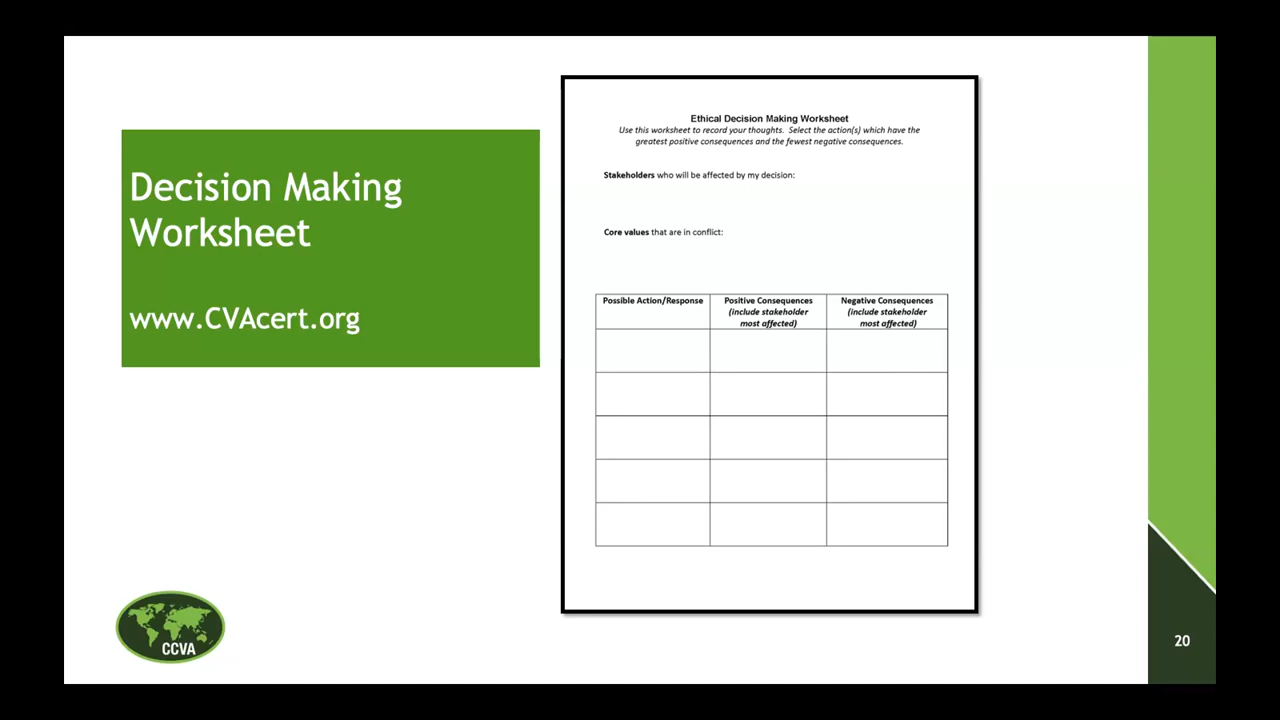 Decision Making
Worksheet
www.CVAcert.org
Ethical Decision Making Worksheet
Use this worksheet to record your thoughts. Select the action(s) which have the
greatest positive consequences and the fewest negative consequences.
Stakeholders who will be affected by my decision:
Core values that are in conflict:
Possible Action/Response
Positive Consequences
(include stakeholder
most affected)
Negative Consequences
(include stakeholder
most affected)
CCVA
20